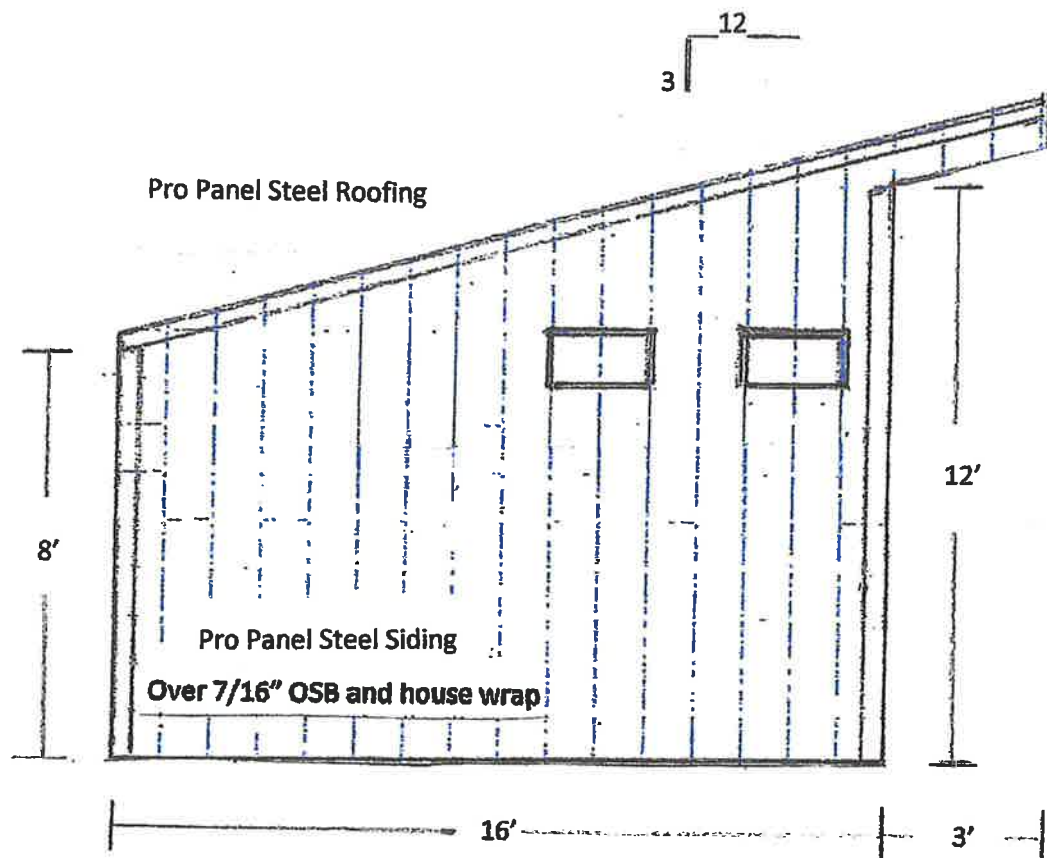 12
3
Pro Panel Steel Roofing
12′
8′
Pro Panel Steel Siding
Over 7/16” OSB and house wrap
16′
3′